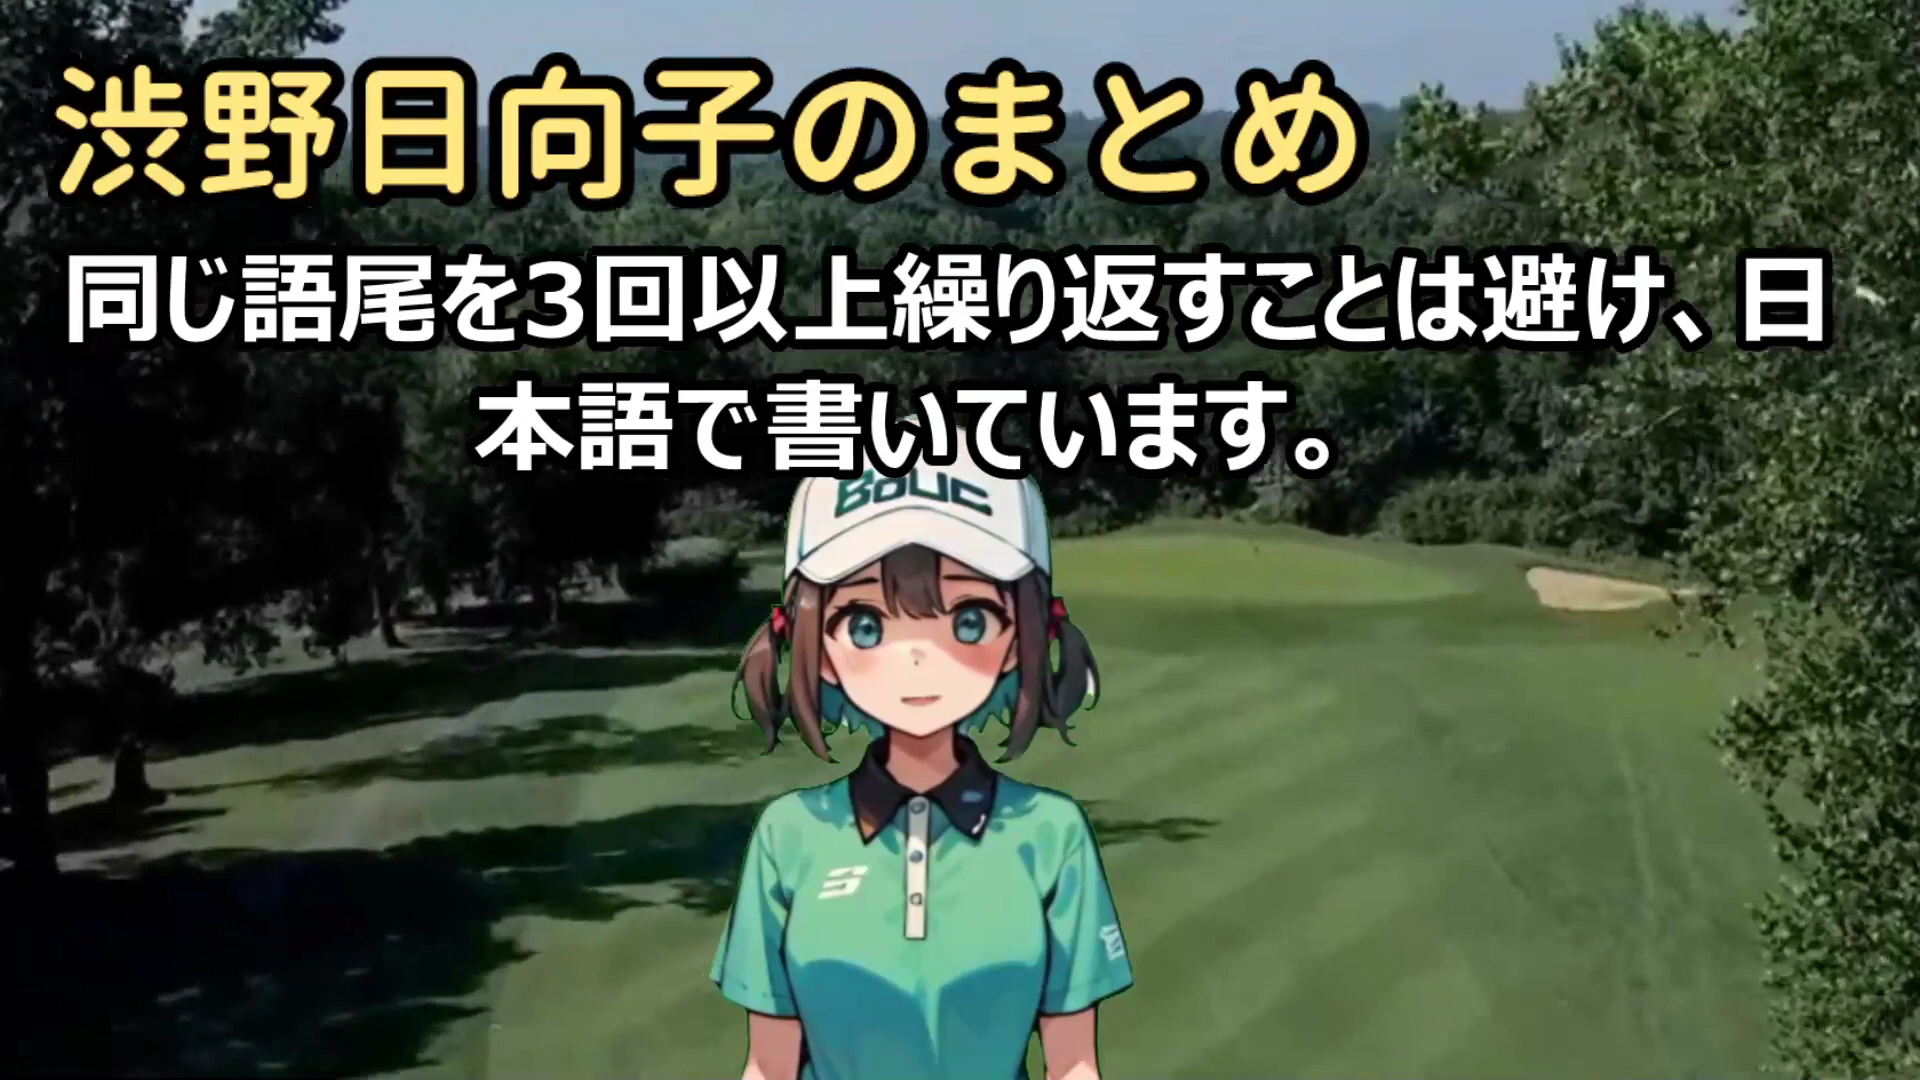 渋野日向子のまとめ
同じ語尾を3回以上繰り返すことは避け、日
本語で書いています。
BOUC
S